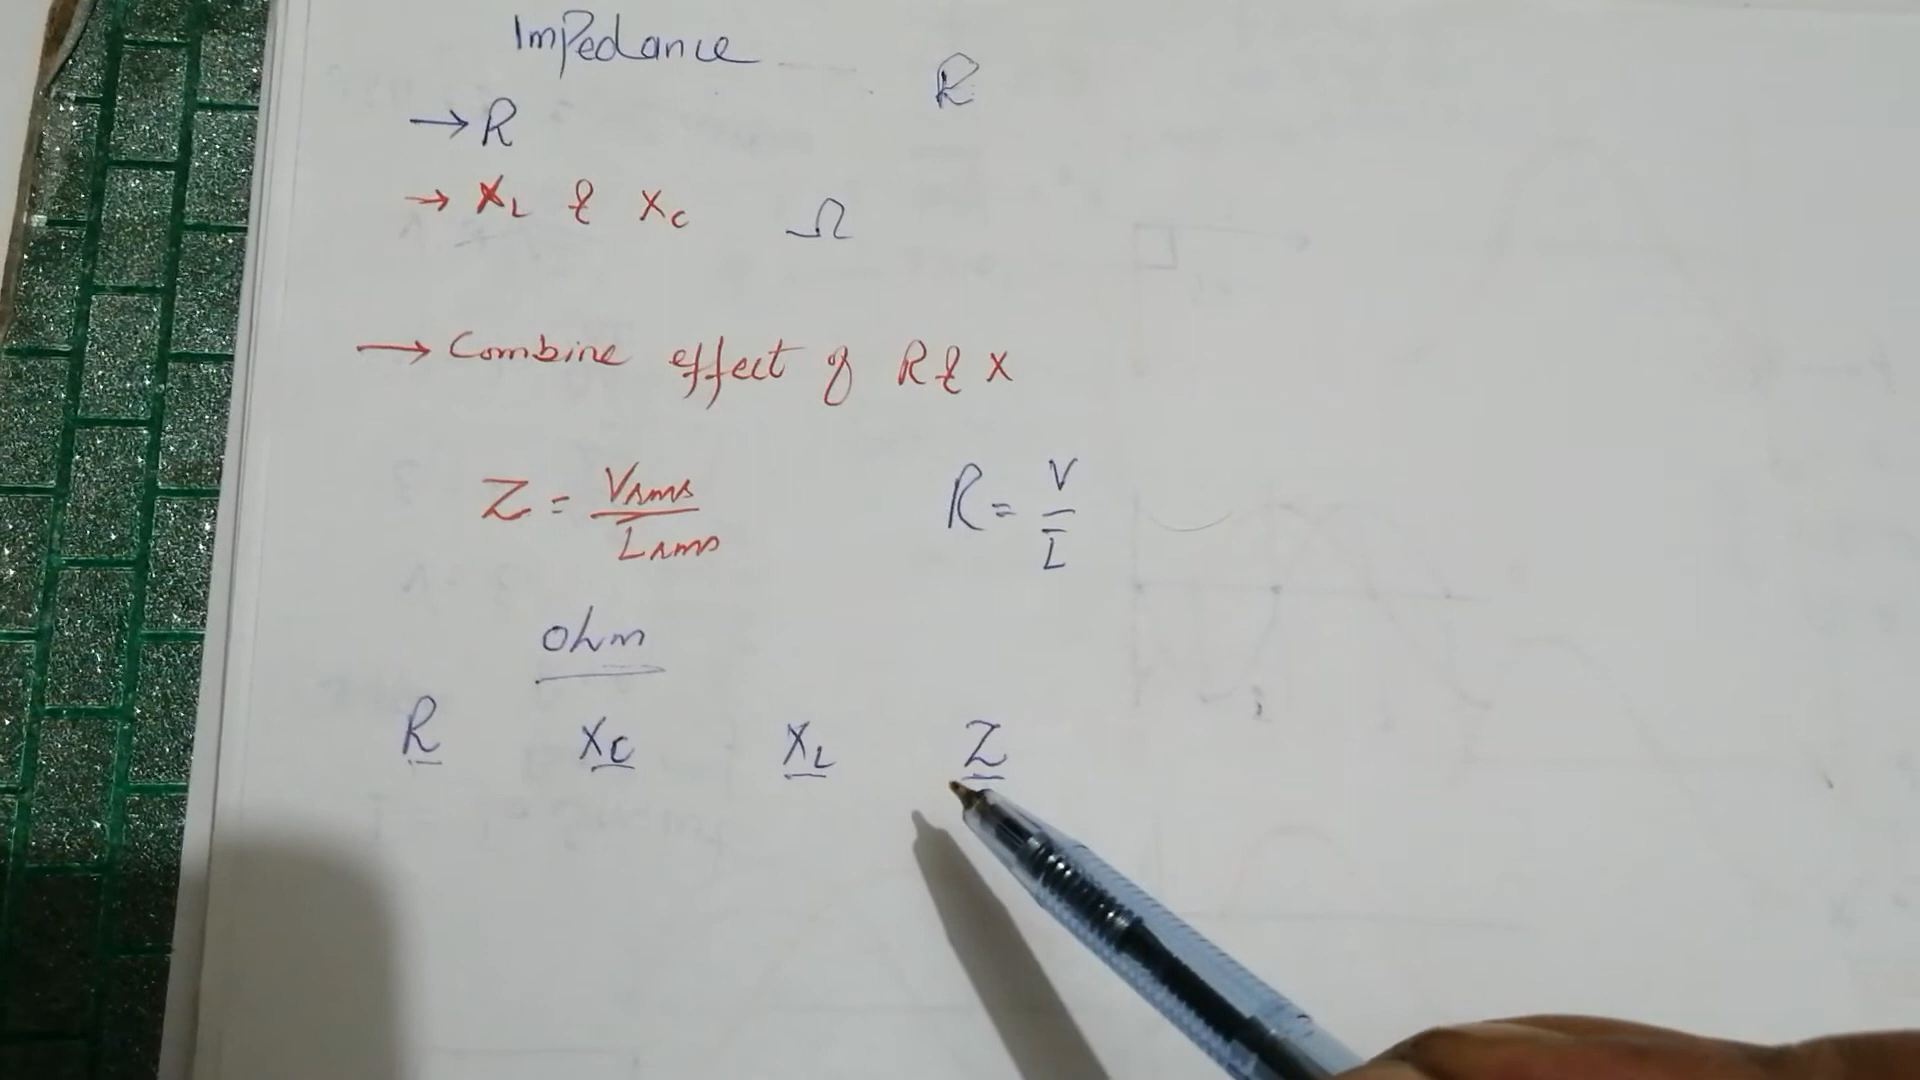 Impedance
R
→ R
→ XL & XC Ω
→ Combine effect of R & X
Z = Vrms / Irms R = V / I
ohm
R XC XL Z